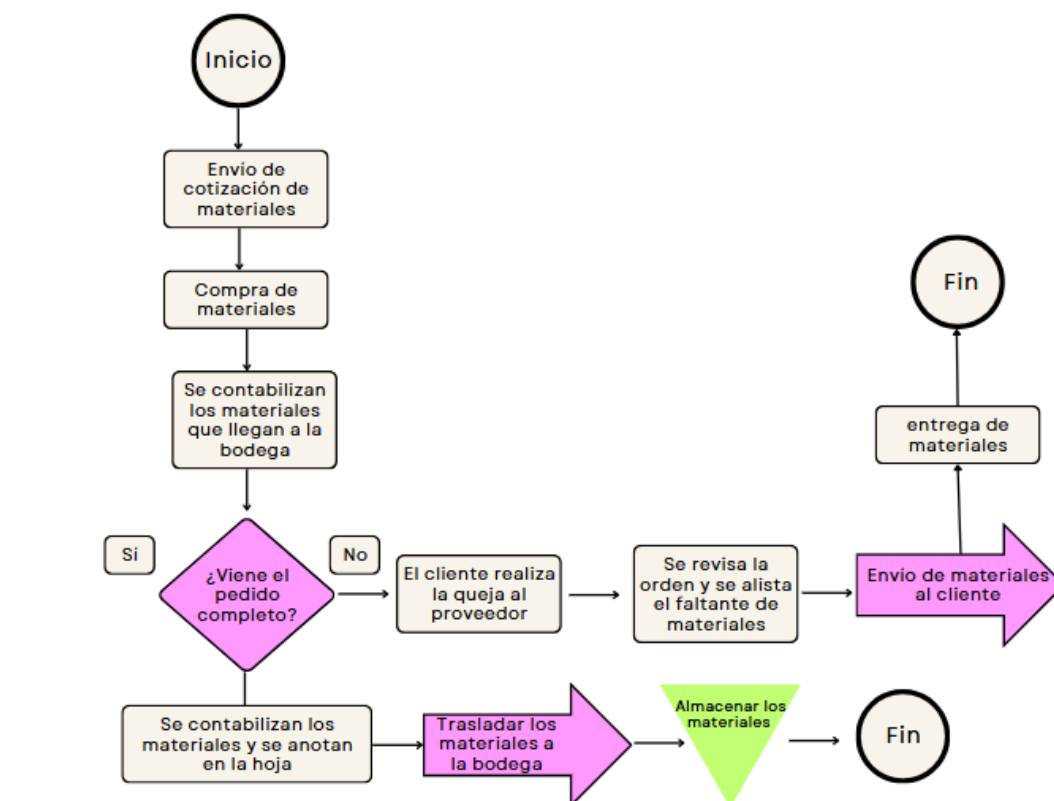 Inicio
Envio de
cotización de
materiales
Compra de
materiales
Se contabilizan
los materiales
que llegan a la
bodega
Sí
¿Viene el
pedido
completo?
No
El cliente realiza
la queja al
proveedor
Se revisa la
orden y se alista
el faltante de
materiales
Envio de materiales
al cliente
entrega de
materiales
Fin
Se contabilizan los
materiales y se anotan
en la hoja
Trasladar los
materiales a
la bodega
Almacenar los
materiales
Fin